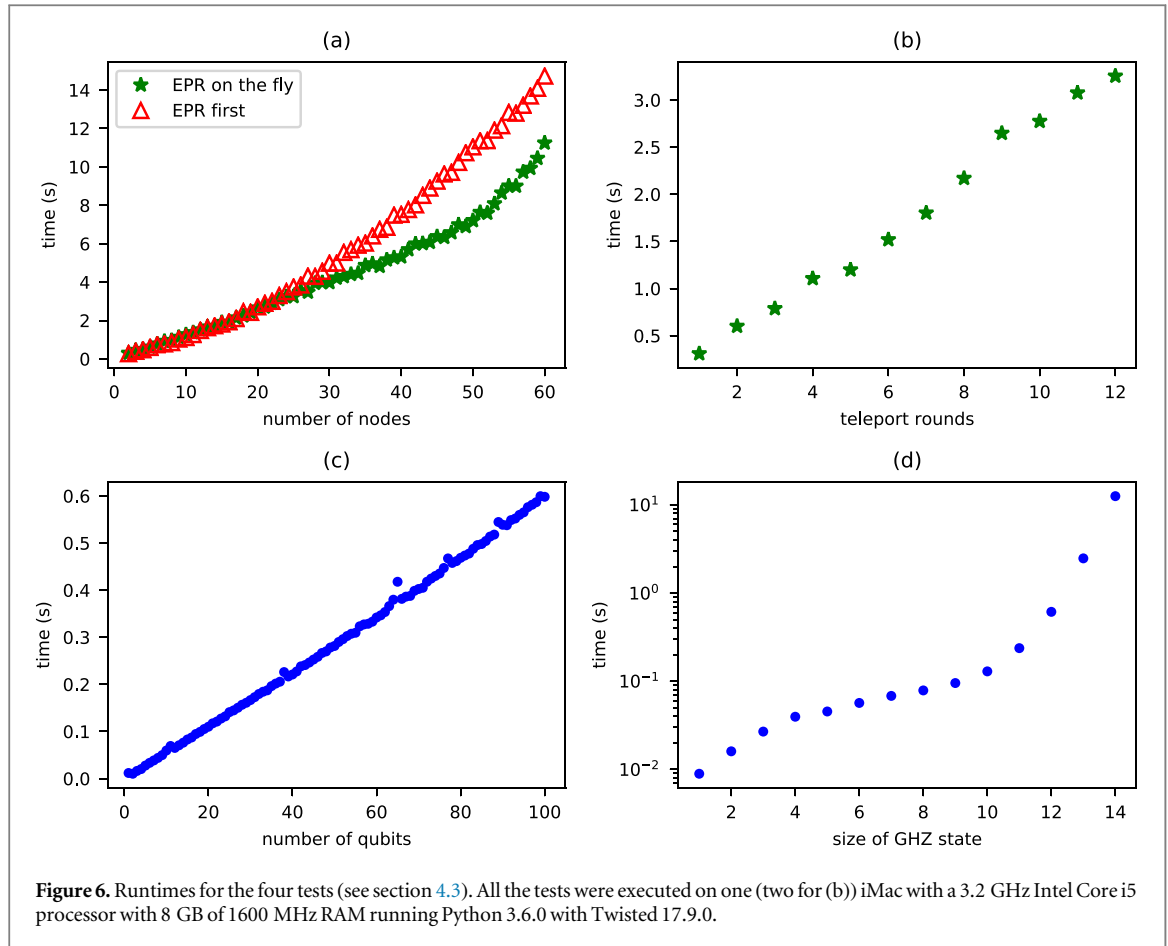 (a)
EPR on the fly
EPR first
14
12
10
8
6
4
2
0
time (s)
0 10 20 30 40 50 60
number of nodes
(b)
3.0
2.5
2.0
1.5
1.0
0.5
time (s)
2 4 6 8 10 12
teleport rounds
(c)
0.6
0.5
0.4
0.3
0.2
0.1
0.0
time (s)
0 20 40 60 80 100
number of qubits
(d)
10¹
10⁰
10⁻¹
10⁻²
time (s)
2 4 6 8 10 12 14
size of GHZ state
Figure 6. Runtimes for the four tests (see section 4.3). All the tests were executed on one (two for (b)) iMac with a 3.2 GHz Intel Core i5
processor with 8 GB of 1600 MHz RAM running Python 3.6.0 with Twisted 17.9.0.